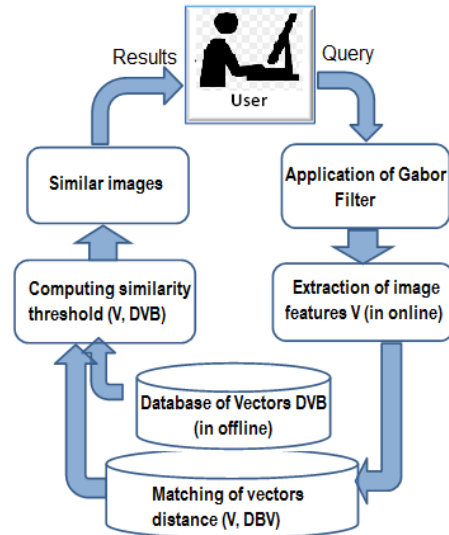 Results
Query
User
Application of Gabor
Filter
Extraction of image
features V (in online)
Matching of vectors
distance (V, DBV)
Database of Vectors DVB
(in offline)
Computing similarity
threshold (V, DVB)
Similar images